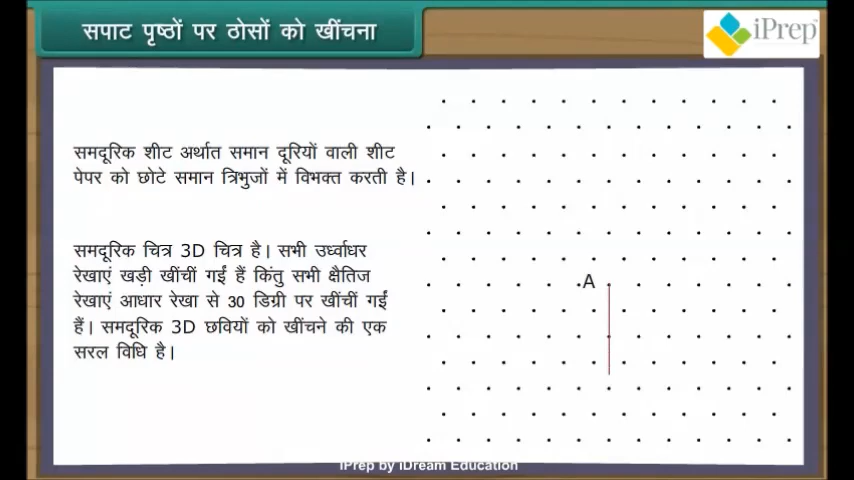 सपाट पृष्ठों पर ठोसों को खींचना
iPrep
समदूरिक शीट अर्थात समान दूरियों वाली शीट
पेपर को छोटे समान त्रिभुजों में विभक्त करती है।
समदूरिक चित्र 3D चित्र है। सभी उर्ध्वाधर
रेखाएं खड़ी खींचीं गईं हैं किंतु सभी क्षैतिज
रेखाएं आधार रेखा से 30 डिग्री पर खींचीं गईं
हैं। समदूरिक 3D छवियों को खींचने की एक
सरल विधि है।
A
iPrep by iDream Education